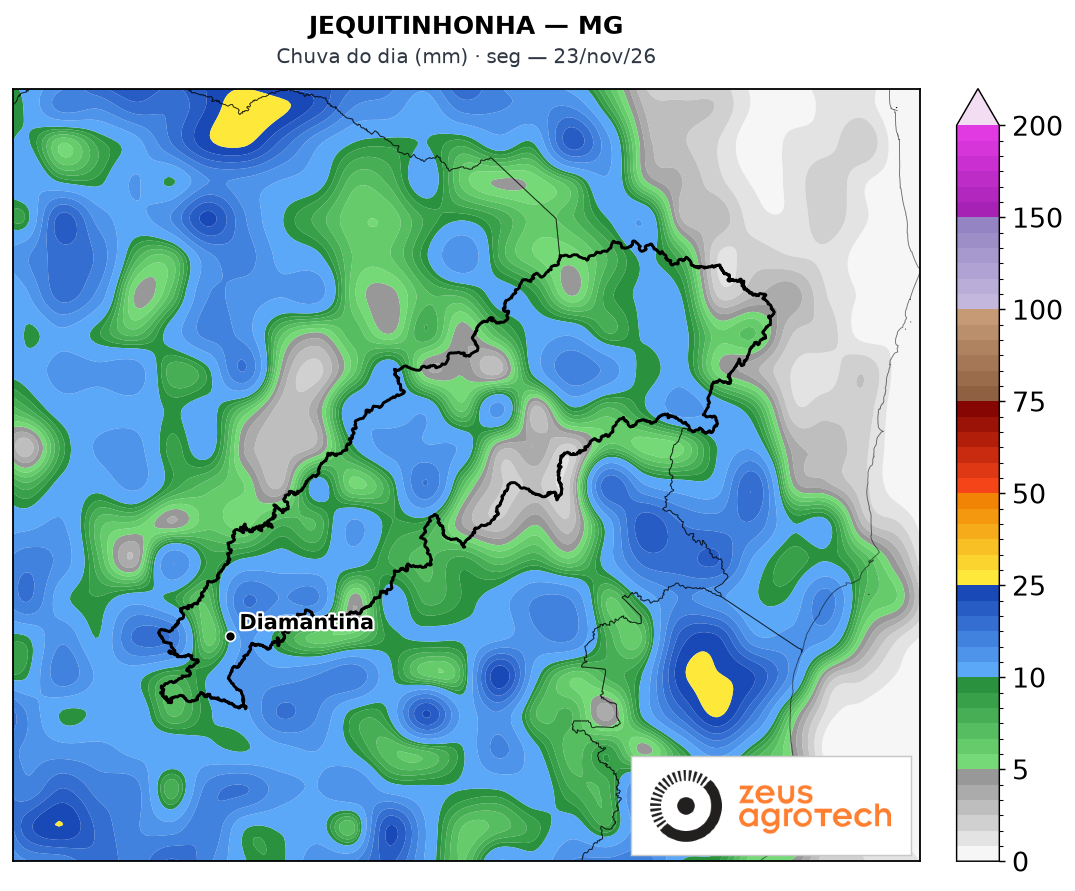 JEQUITINHONHA — MG
Chuva do dia (mm) · seg — 23/nov/26
200
150
100
75
50
25
10
5
0
Diamantina
zeus
agrotech